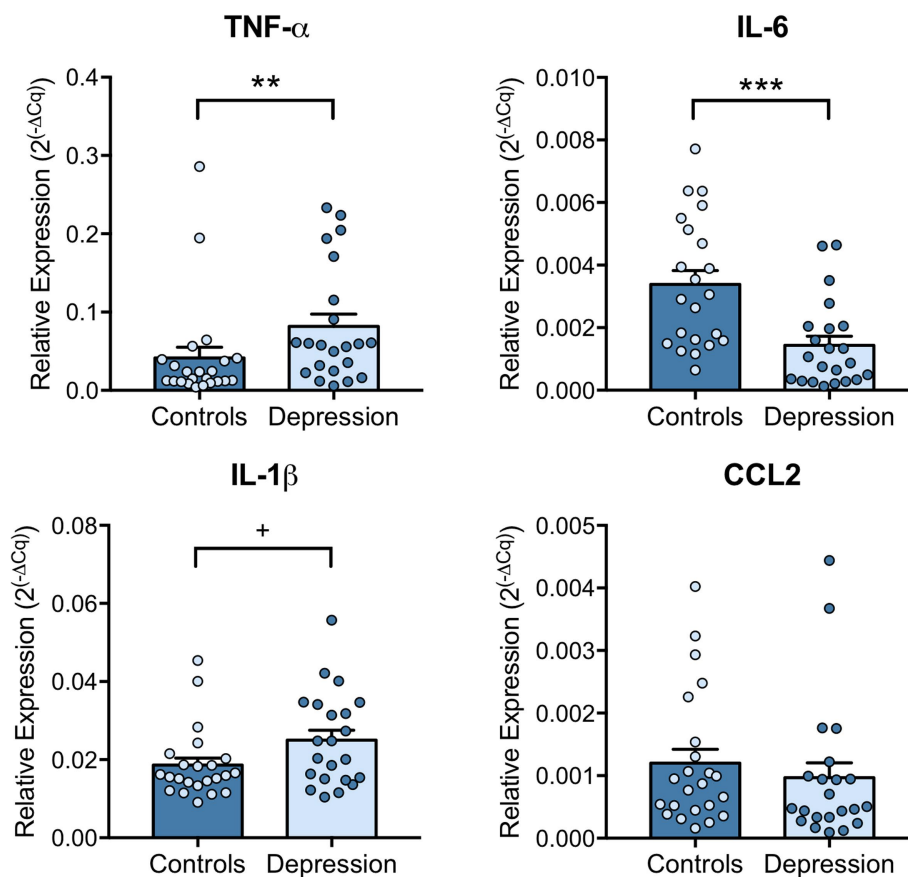 TNF-α
Relative Expression (2^(-ΔCq))
0.4
0.3
0.2
0.1
0.0
**
Controls
Depression
IL-6
Relative Expression (2^(-ΔCq))
0.010
0.008
0.006
0.004
0.002
0.000
***
Controls
Depression
IL-1β
Relative Expression (2^(-ΔCq))
0.08
0.06
0.04
0.02
0.00
+
Controls
Depression
CCL2
Relative Expression (2^(-ΔCq))
0.005
0.004
0.003
0.002
0.001
0.000
Controls
Depression